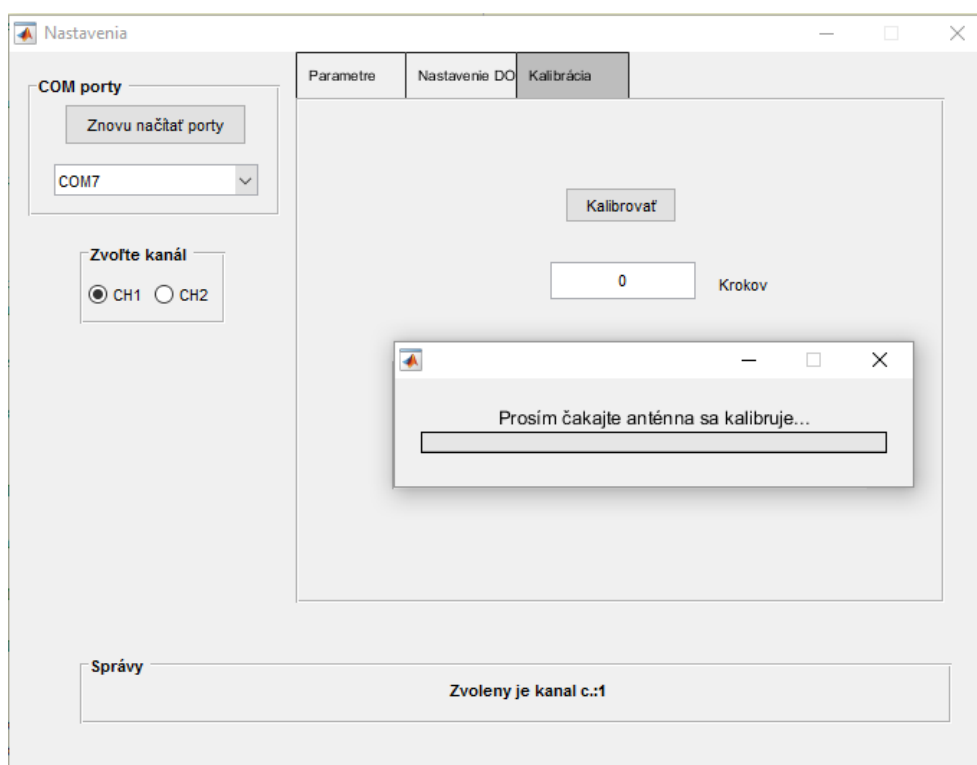 Nastavenia
COM porty
Znovu načítať porty
COM7
Zvoľte kanál
CH1 CH2
Parametre Nastavenie DO Kalibrácia
Kalibrovať
0 Krokov
Prosím čakajte anténna sa kalibruje...
Správy
Zvoleny je kanal c.:1